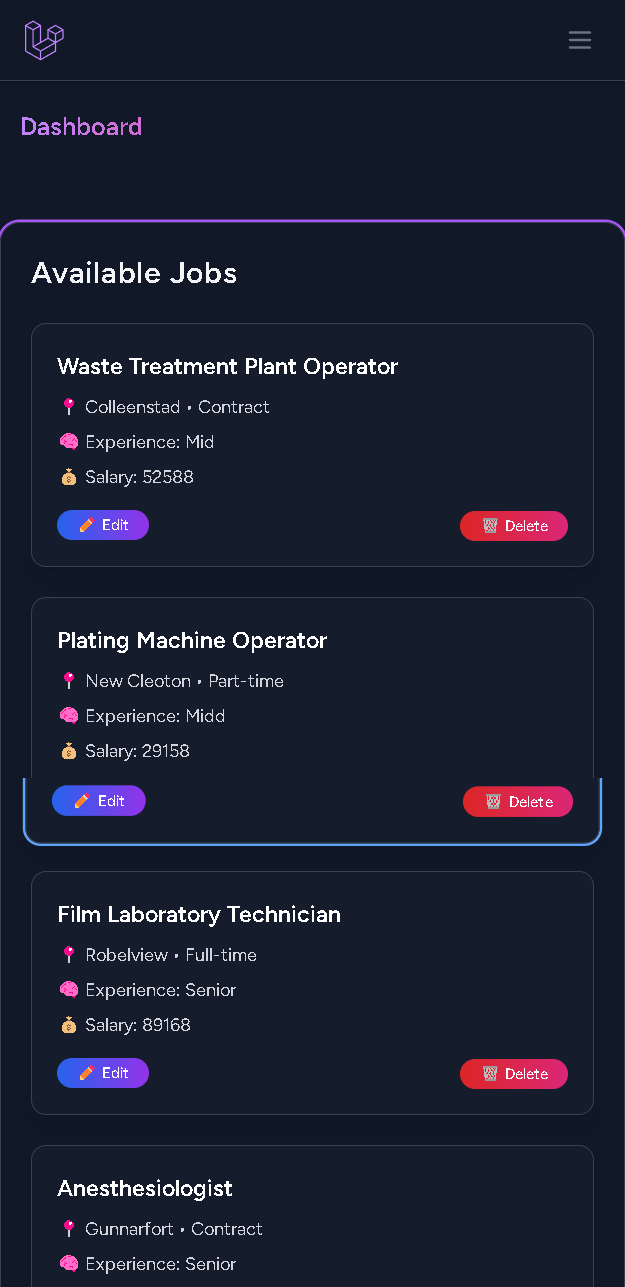 Dashboard
Available Jobs
Waste Treatment Plant Operator
Colleenstad • Contract
Experience: Mid
Salary: 52588
Edit
Delete
Plating Machine Operator
New Cleoton • Part-time
Experience: Midd
Salary: 29158
Edit
Delete
Film Laboratory Technician
Robelview • Full-time
Experience: Senior
Salary: 89168
Edit
Delete
Anesthesiologist
Gunnarfort • Contract
Experience: Senior